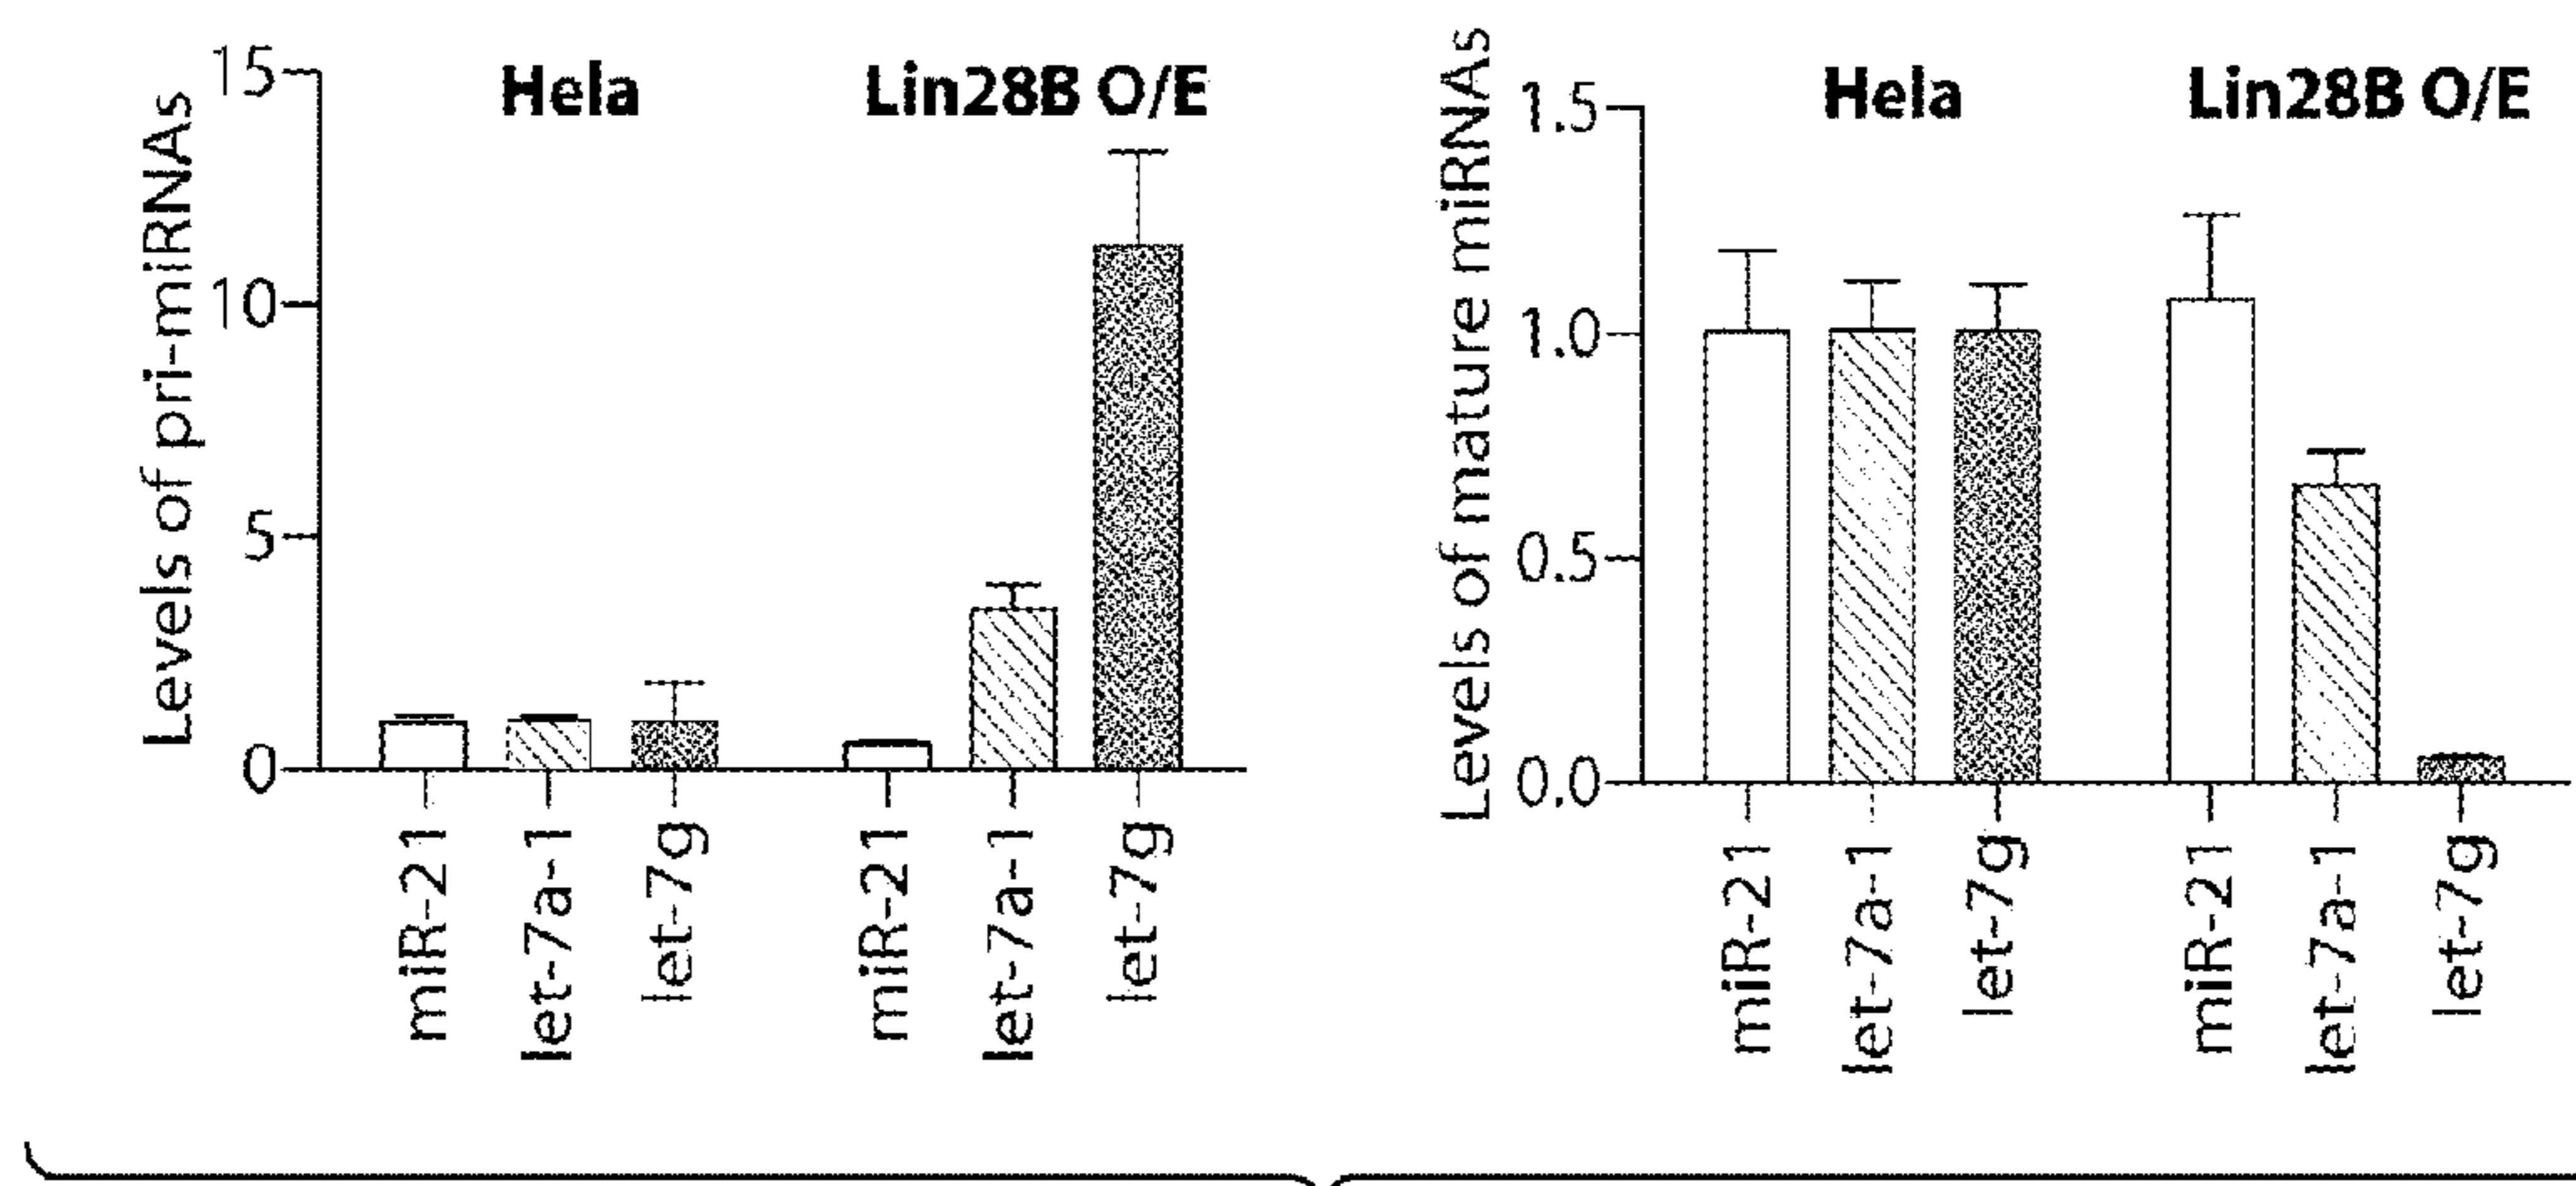 Levels of pri-miRNAs
15
10
5
0
Hela
Lin28B O/E
miR-21
let-7a-1
let-7g
miR-21
let-7a-1
let-7g
Levels of mature miRNAs
1.5
1.0
0.5
0.0
Hela
Lin28B O/E
miR-21
let-7a-1
let-7g
miR-21
let-7a-1
let-7g